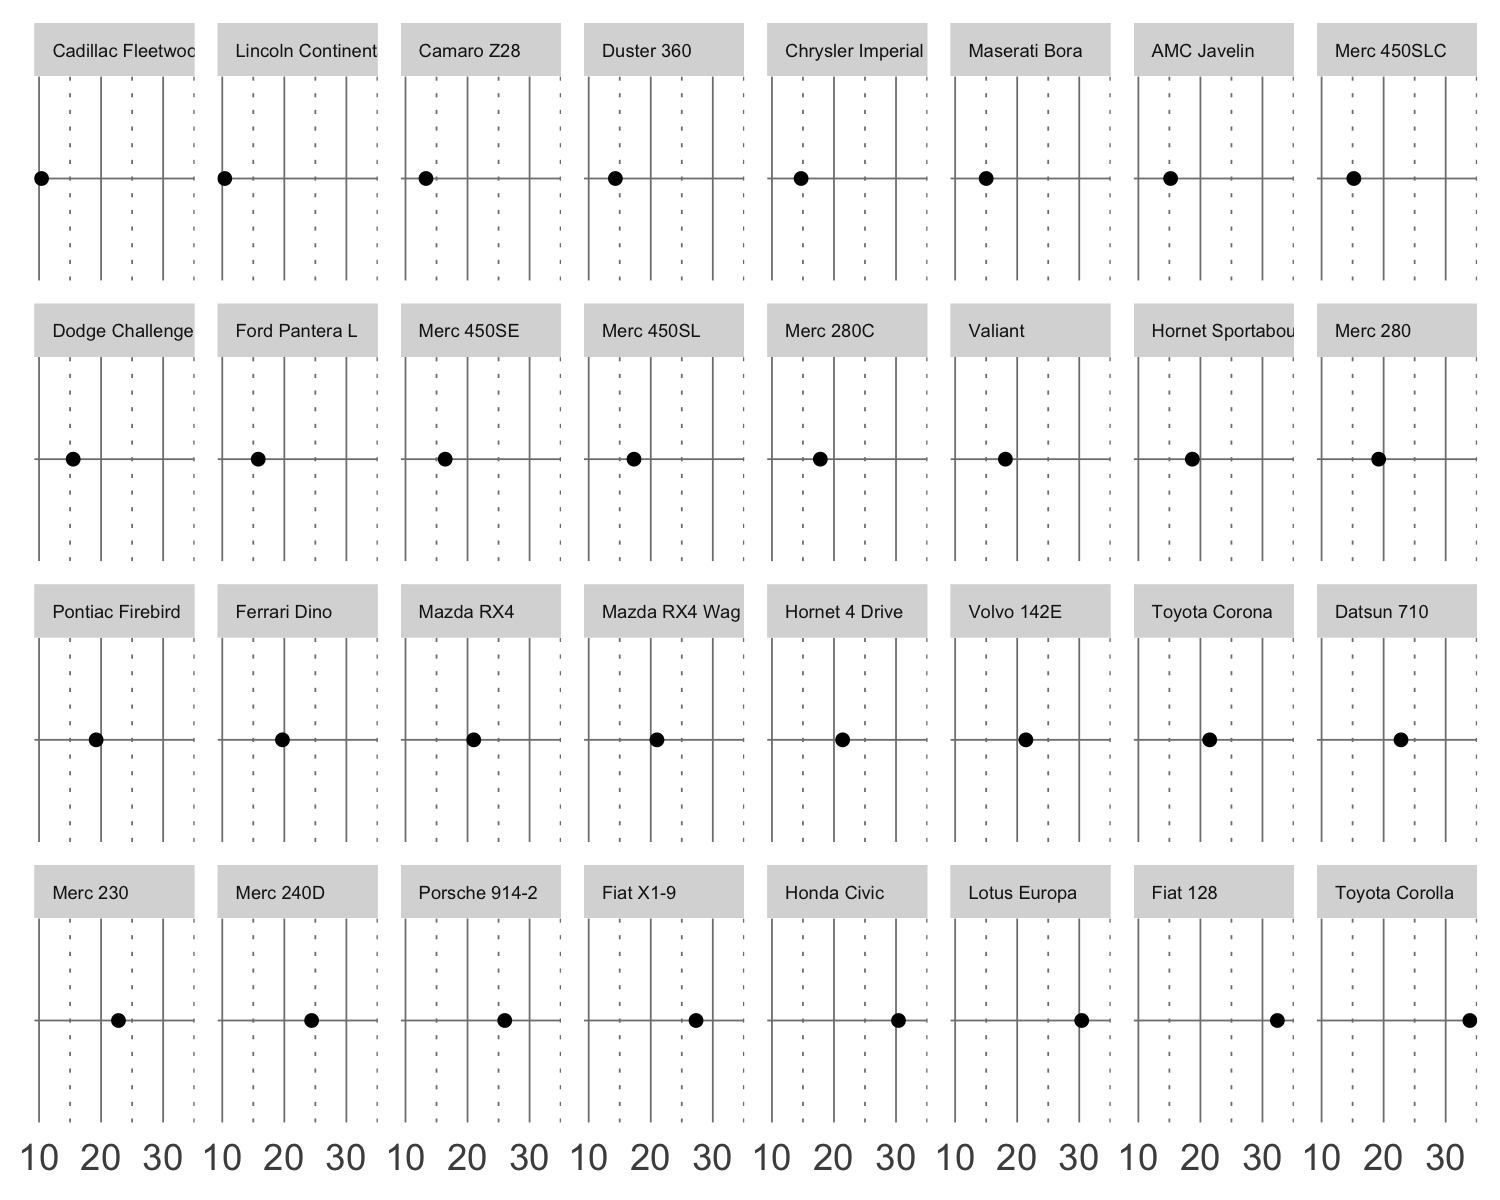 Cadillac Fleetwoo Lincoln Continent Camaro Z28 Duster 360 Chrysler Imperial Maserati Bora AMC Javelin Merc 450SLC
Dodge Challenge Ford Pantera L Merc 450SE Merc 450SL Merc 280C Valiant Hornet Sportabou Merc 280
Pontiac Firebird Ferrari Dino Mazda RX4 Mazda RX4 Wag Hornet 4 Drive Volvo 142E Toyota Corona Datsun 710
Merc 230 Merc 240D Porsche 914-2 Fiat X1-9 Honda Civic Lotus Europa Fiat 128 Toyota Corolla
10 20 30 10 20 30 10 20 30 10 20 30 10 20 30 10 20 30 10 20 30 10 20 30